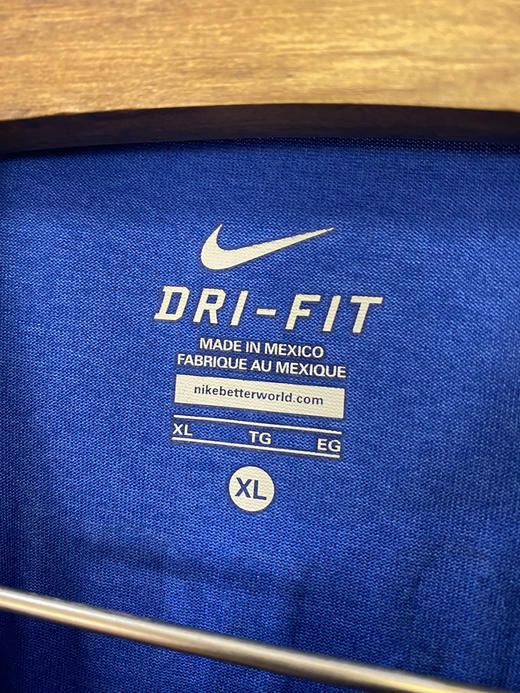 DRI-FIT
MADE IN MEXICO
FABRIQUE AU MEXIQUE
nikebetterworld.com
XL TG EG
XL